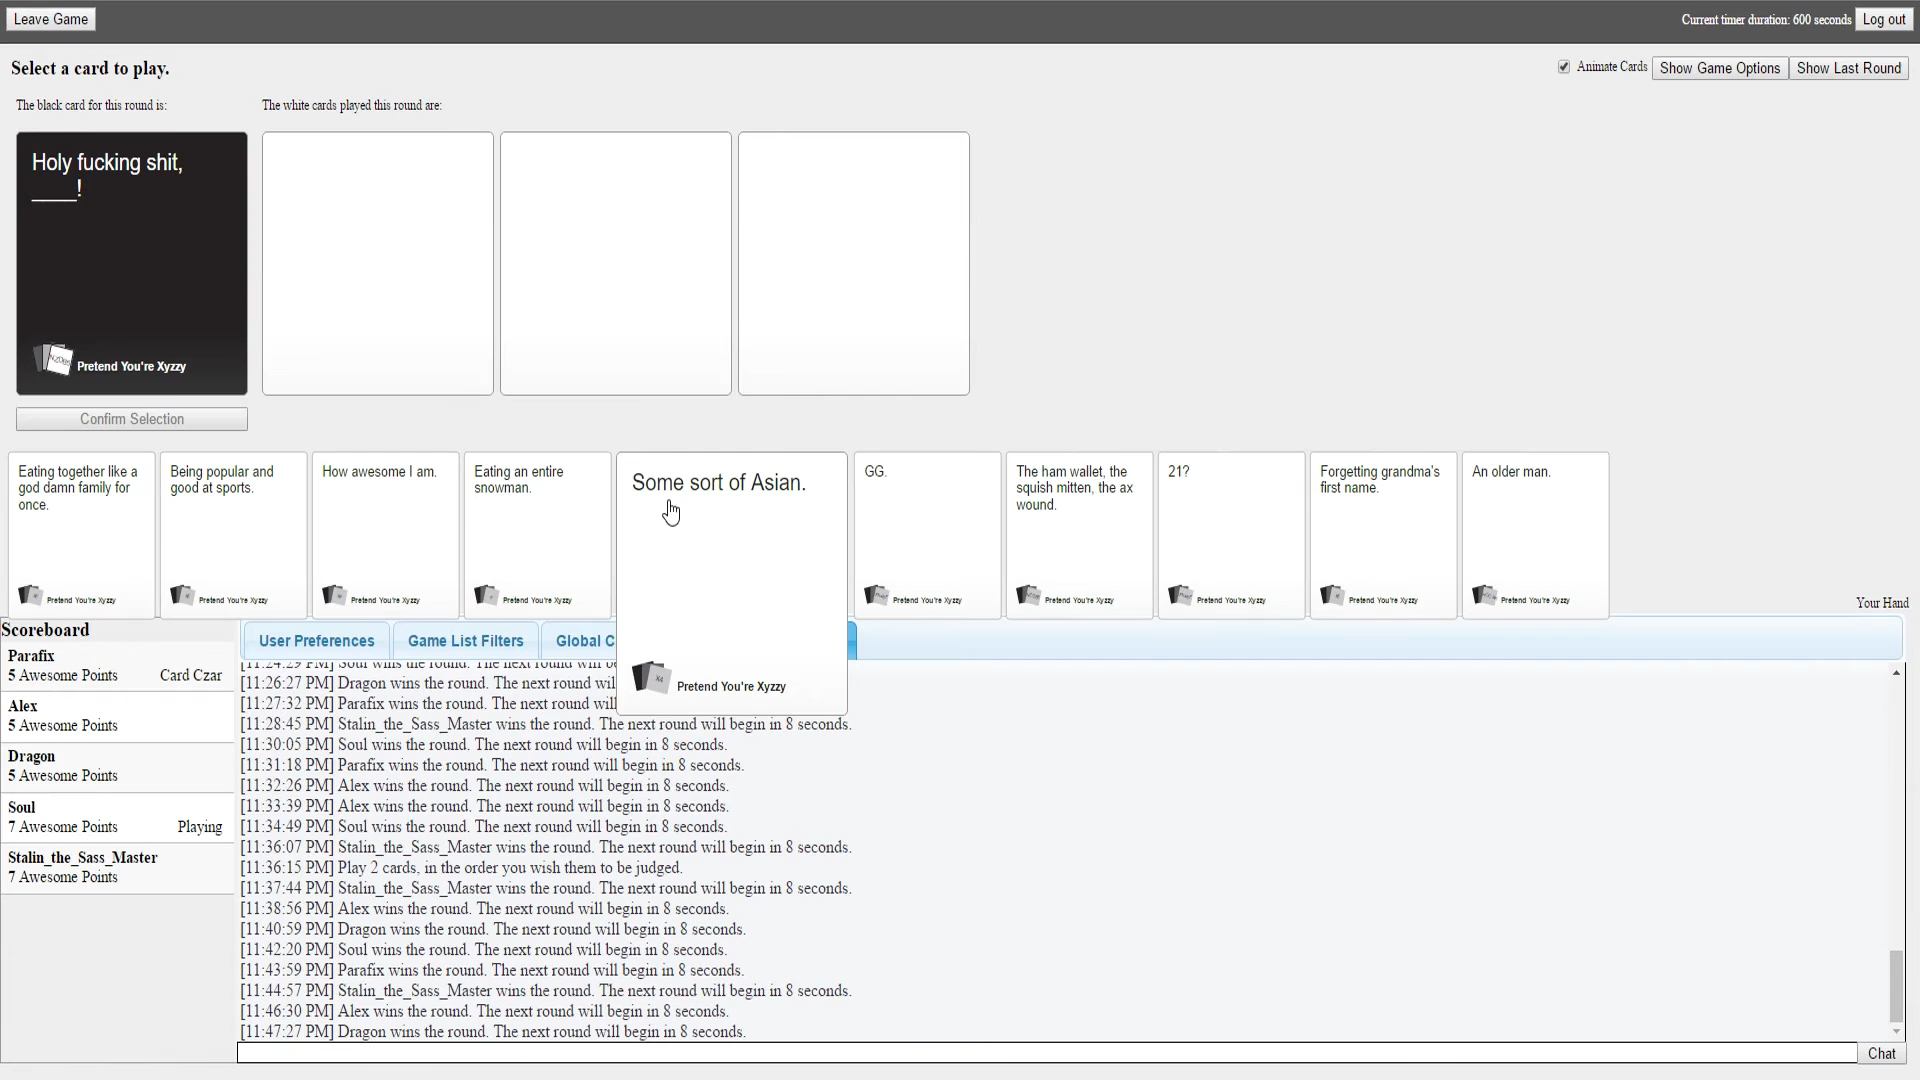 Leave Game
Current timer duration: 600 seconds
Log out
Select a card to play.
Animate Cards
Show Game Options
Show Last Round
The black card for this round is:
The white cards played this round are:
Holy fucking shit,
____!
Pretend You're Xyzzy
Confirm Selection
Eating together like a
god damn family for
once.
Pretend You're Xyzzy
Being popular and
good at sports.
Pretend You're Xyzzy
How awesome I am.
Pretend You're Xyzzy
Eating an entire
snowman.
Pretend You're Xyzzy
Some sort of Asian.
X4
Pretend You're Xyzzy
GG.
Pretend You're Xyzzy
The ham wallet, the
squish mitten, the ax
wound.
Pretend You're Xyzzy
21?
Pretend You're Xyzzy
Forgetting grandma's
first name.
Pretend You're Xyzzy
An older man.
Pretend You're Xyzzy
Your Hand
Scoreboard
Parafix
5 Awesome Points Card Czar
Alex
5 Awesome Points
Dragon
5 Awesome Points
Soul
7 Awesome Points Playing
Stalin_the_Sass_Master
7 Awesome Points
User Preferences
Game List Filters
Global C
[11:24:29 PM] Soul wins the round. The next round will be
[11:26:27 PM] Dragon wins the round. The next round wil
[11:27:32 PM] Parafix wins the round. The next round will
[11:28:45 PM] Stalin_the_Sass_Master wins the round. The next round will begin in 8 seconds.
[11:30:05 PM] Soul wins the round. The next round will begin in 8 seconds.
[11:31:18 PM] Parafix wins the round. The next round will begin in 8 seconds.
[11:32:26 PM] Alex wins the round. The next round will begin in 8 seconds.
[11:33:39 PM] Alex wins the round. The next round will begin in 8 seconds.
[11:34:49 PM] Soul wins the round. The next round will begin in 8 seconds.
[11:36:07 PM] Stalin_the_Sass_Master wins the round. The next round will begin in 8 seconds.
[11:36:15 PM] Play 2 cards, in the order you wish them to be judged.
[11:37:44 PM] Stalin_the_Sass_Master wins the round. The next round will begin in 8 seconds.
[11:38:56 PM] Alex wins the round. The next round will begin in 8 seconds.
[11:40:59 PM] Dragon wins the round. The next round will begin in 8 seconds.
[11:42:20 PM] Soul wins the round. The next round will begin in 8 seconds.
[11:43:59 PM] Parafix wins the round. The next round will begin in 8 seconds.
[11:44:57 PM] Stalin_the_Sass_Master wins the round. The next round will begin in 8 seconds.
[11:46:30 PM] Alex wins the round. The next round will begin in 8 seconds.
[11:47:27 PM] Dragon wins the round. The next round will begin in 8 seconds.
Chat